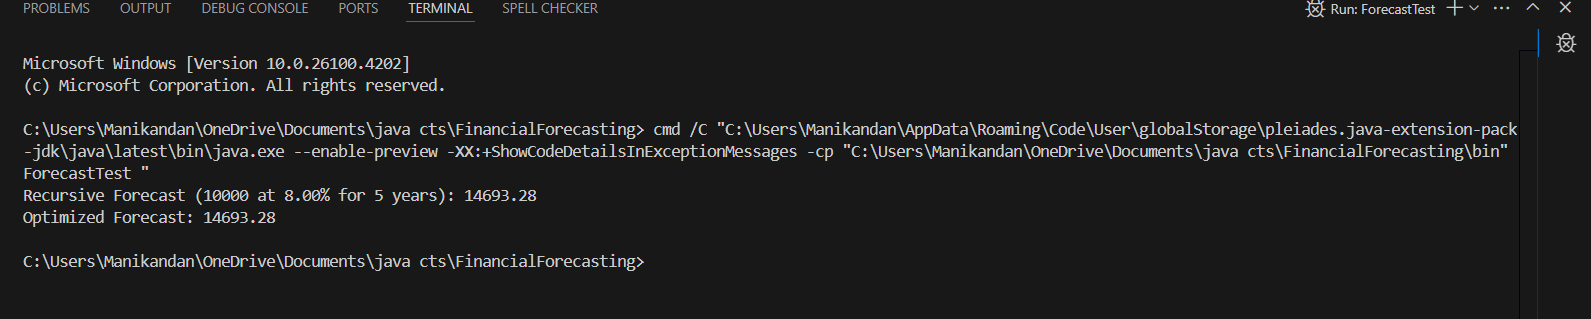 PROBLEMS OUTPUT DEBUG CONSOLE PORTS TERMINAL SPELL CHECKER Run: ForecastTest
Microsoft Windows [Version 10.0.26100.4202]
(c) Microsoft Corporation. All rights reserved.
C:\Users\Manikandan\OneDrive\Documents\java cts\FinancialForecasting> cmd /C "C:\Users\Manikandan\AppData\Roaming\Code\User\globalStorage\pleiades.java-extension-pack
-jdk\java\latest\bin\java.exe --enable-preview -XX:+ShowCodeDetailsInExceptionMessages -cp "C:\Users\Manikandan\OneDrive\Documents\java cts\FinancialForecasting\bin"
ForecastTest "
Recursive Forecast (10000 at 8.00% for 5 years): 14693.28
Optimized Forecast: 14693.28
C:\Users\Manikandan\OneDrive\Documents\java cts\FinancialForecasting>